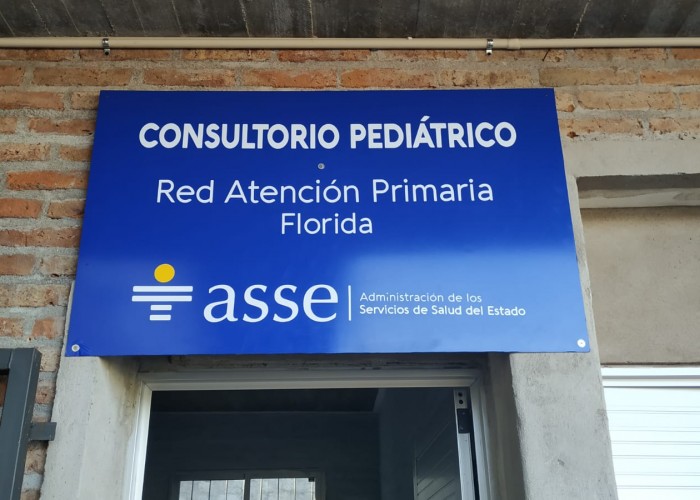 CONSULTORIO PEDIÁTRICO
Red Atención Primaria
Florida
asse
Administración de los
Servicios de Salud del Estado